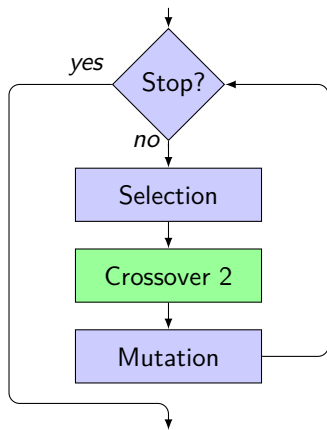 yes
Stop?
no
Selection
Crossover 2
Mutation